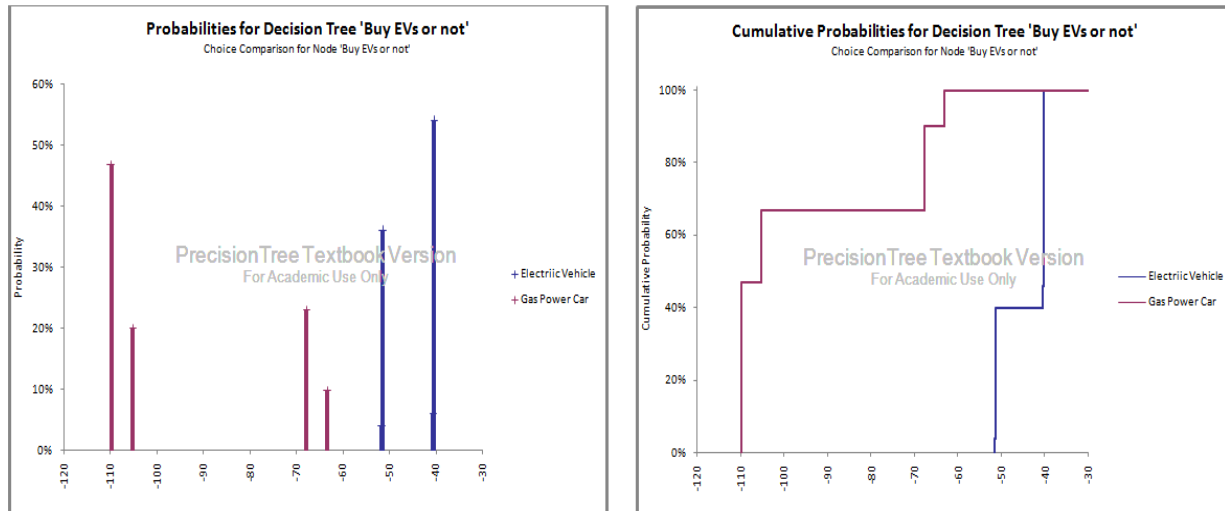 Probabilities for Decision Tree 'Buy EVs or not'
Choice Comparison for Node 'Buy EVs or not'
60%
50%
40%
30%
20%
10%
0%
Probability
-120
-110
-100
-90
-80
-70
-60
-50
-40
-30
PrecisionTree Textbook Version
For Academic Use Only
Electriic Vehicle
Gas Power Car
Cumulative Probabilities for Decision Tree 'Buy EVs or not'
Choice Comparison for Node 'Buy EVs or not'
100%
80%
60%
40%
20%
0%
Cumulative Probability
-120
-110
-100
-90
-80
-70
-60
-50
-40
-30
PrecisionTree Textbook Version
For Academic Use Only
Electriic Vehicle
Gas Power Car